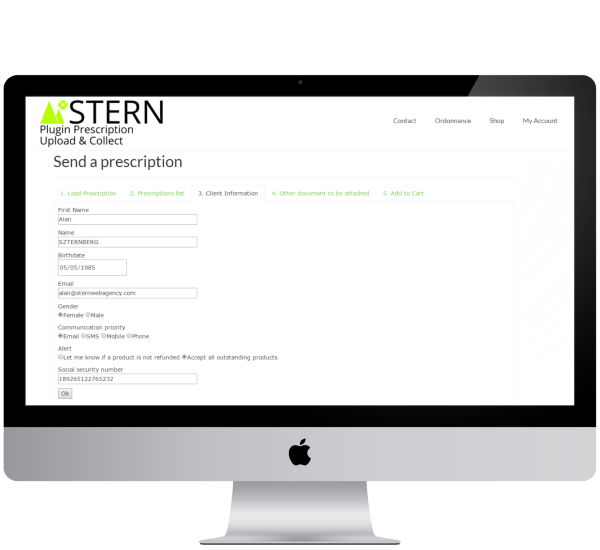 STERN
Plugin Prescription
Upload & Collect
Contact Ordonnance Shop My Account
Send a prescription
1. Load Prescription 2. Prescriptions list 3. Client Information 4. Other document to be attached 5. Add to Cart
First Name
Alan
Name
SZTERNBERG
Birthdate
05/05/1985
Email
alan@sternwebagency.com
Gender
Female Male
Communication priority
Email SMS Mobile Phone
Alert
Let me know if a product is not refunded Accept all outstanding products
Social security number
189265122765232
Ok